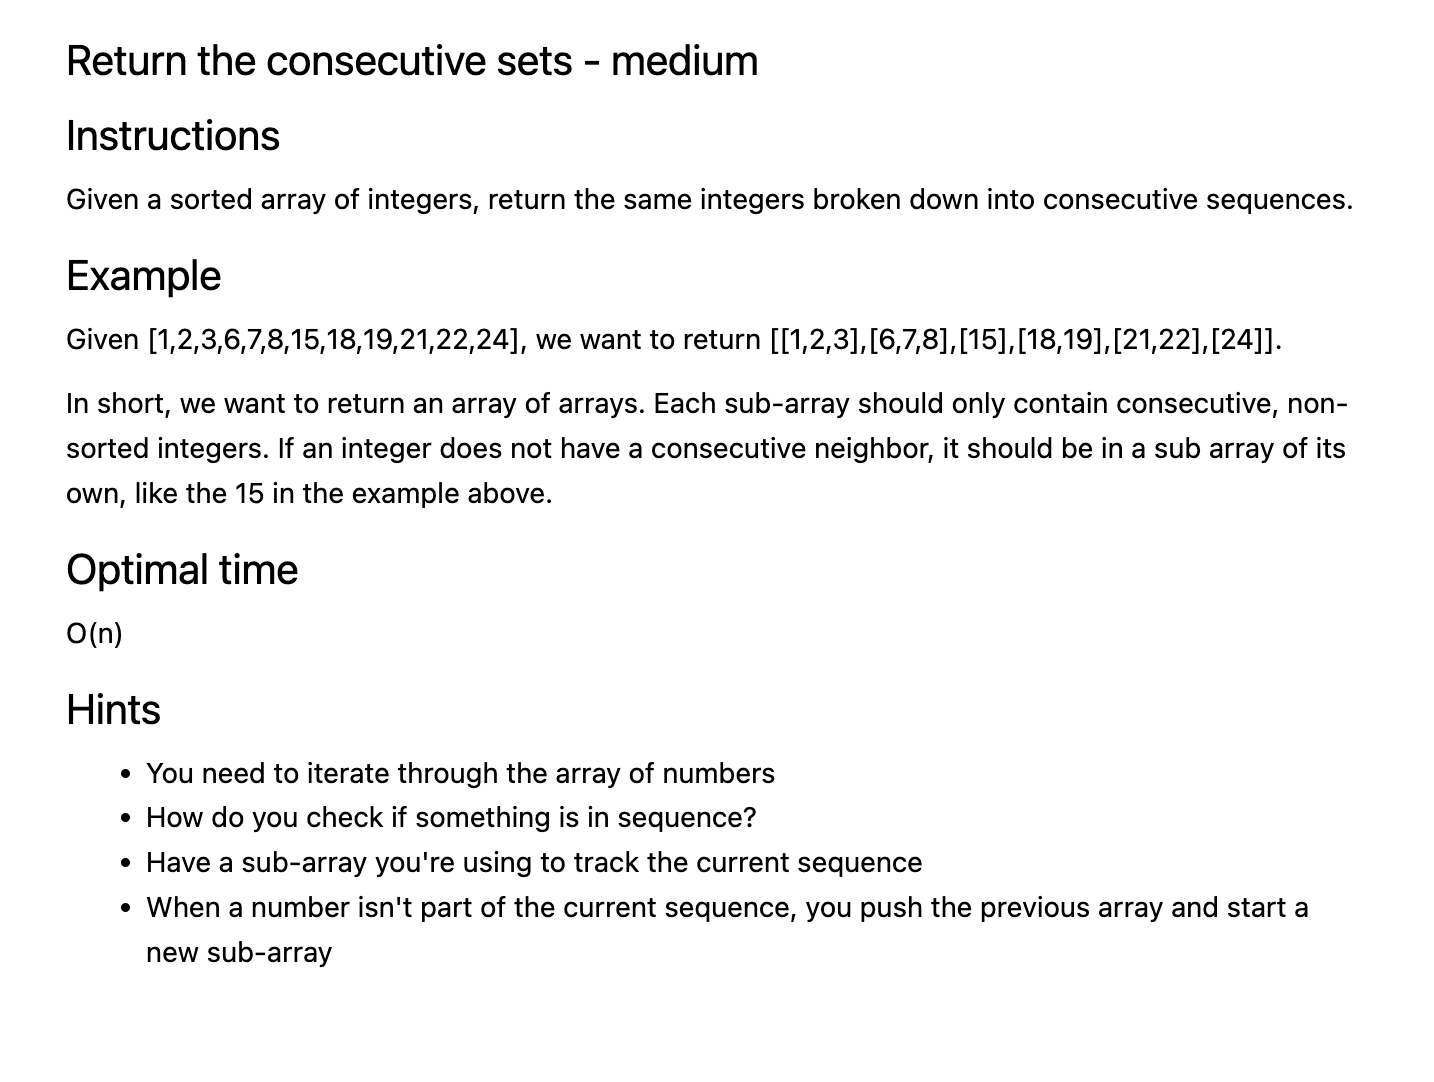 Return the consecutive sets - medium
Instructions
Given a sorted array of integers, return the same integers broken down into consecutive sequences.
Example
Given [1,2,3,6,7,8,15,18,19,21,22,24], we want to return [[1,2,3],[6,7,8],[15],[18,19],[21,22],[24]].
In short, we want to return an array of arrays. Each sub-array should only contain consecutive, non-
sorted integers. If an integer does not have a consecutive neighbor, it should be in a sub array of its
own, like the 15 in the example above.
Optimal time
O(n)
Hints
• You need to iterate through the array of numbers
• How do you check if something is in sequence?
• Have a sub-array you're using to track the current sequence
• When a number isn't part of the current sequence, you push the previous array and start a
new sub-array